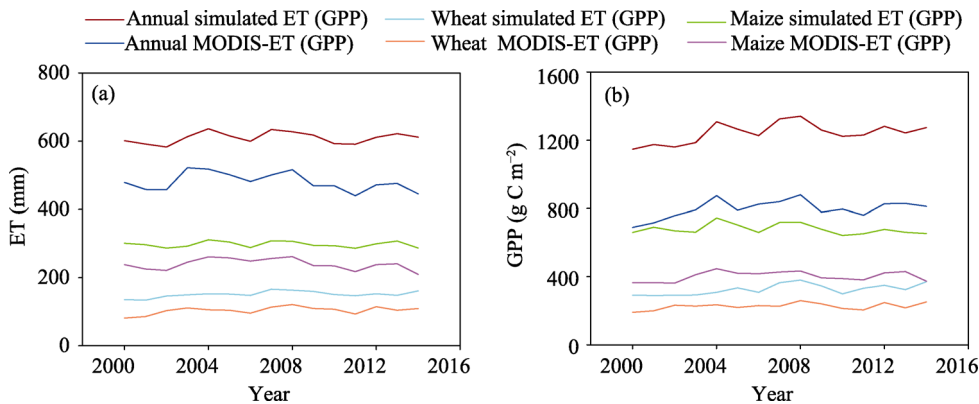 Annual simulated ET (GPP)
Wheat simulated ET (GPP)
Maize simulated ET (GPP)
Annual MODIS-ET (GPP)
Wheat MODIS-ET (GPP)
Maize MODIS-ET (GPP)
(a)
ET (mm)
800
600
400
200
0
2000 2004 2008 2012 2016
Year
(b)
GPP (g C m⁻²)
1600
1200
800
400
0
2000 2004 2008 2012 2016
Year